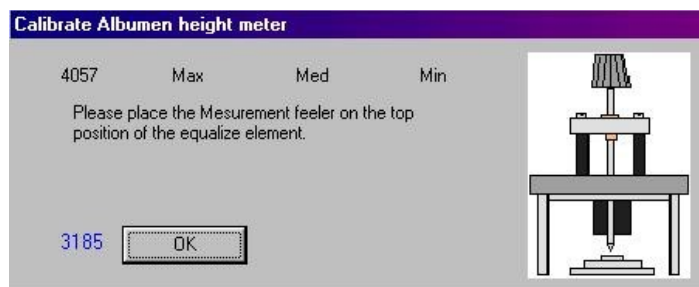 Calibrate Albumen height meter
4057 Max Med Min
Please place the Mesurement feeler on the top
position of the equalize element.
3185 OK